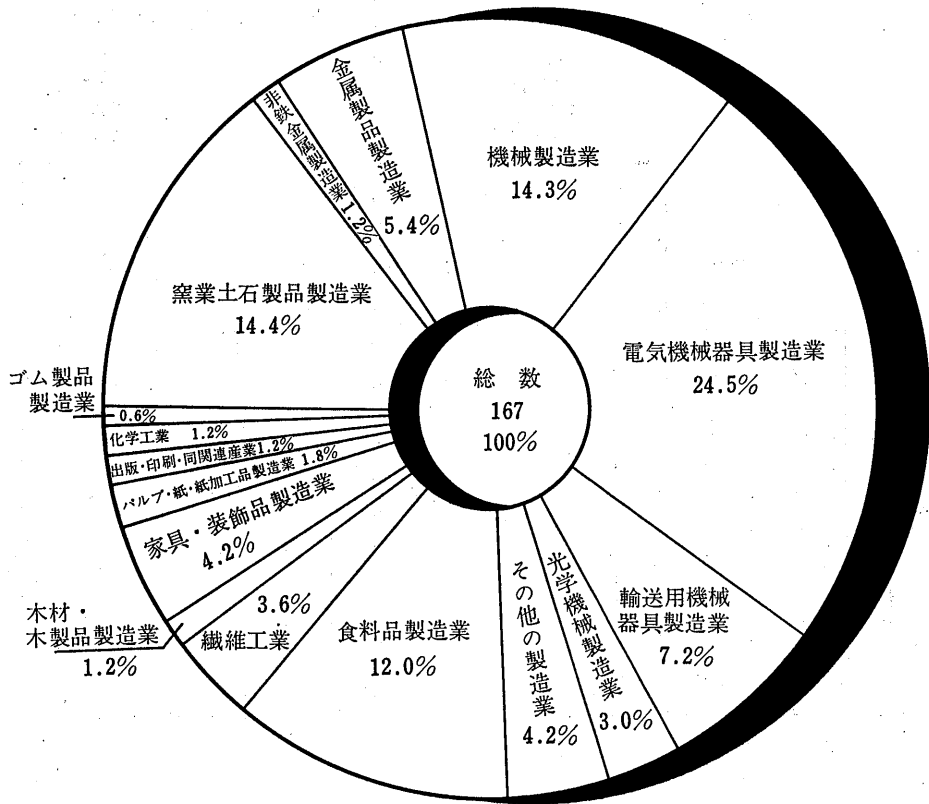 機械製造業
14.3%
電気機械器具製造業
24.5%
輸送用機械
器具製造業
7.2%
光学機械製造業
3.0%
その他の製造業
4.2%
食料品製造業
12.0%
3.6%
繊維工業
木材・
木製品製造業
1.2%
家具・装飾品製造業
4.2%
パルプ・紙・紙加工品製造業 1.8%
出版・印刷・同関連産業1.2%
化学工業 1.2%
ゴム製品
製造業
0.6%
窯業土石製品製造業
14.4%
非鉄金属製造業1.2%
金属製品製造業
5.4%
総数
167
100%